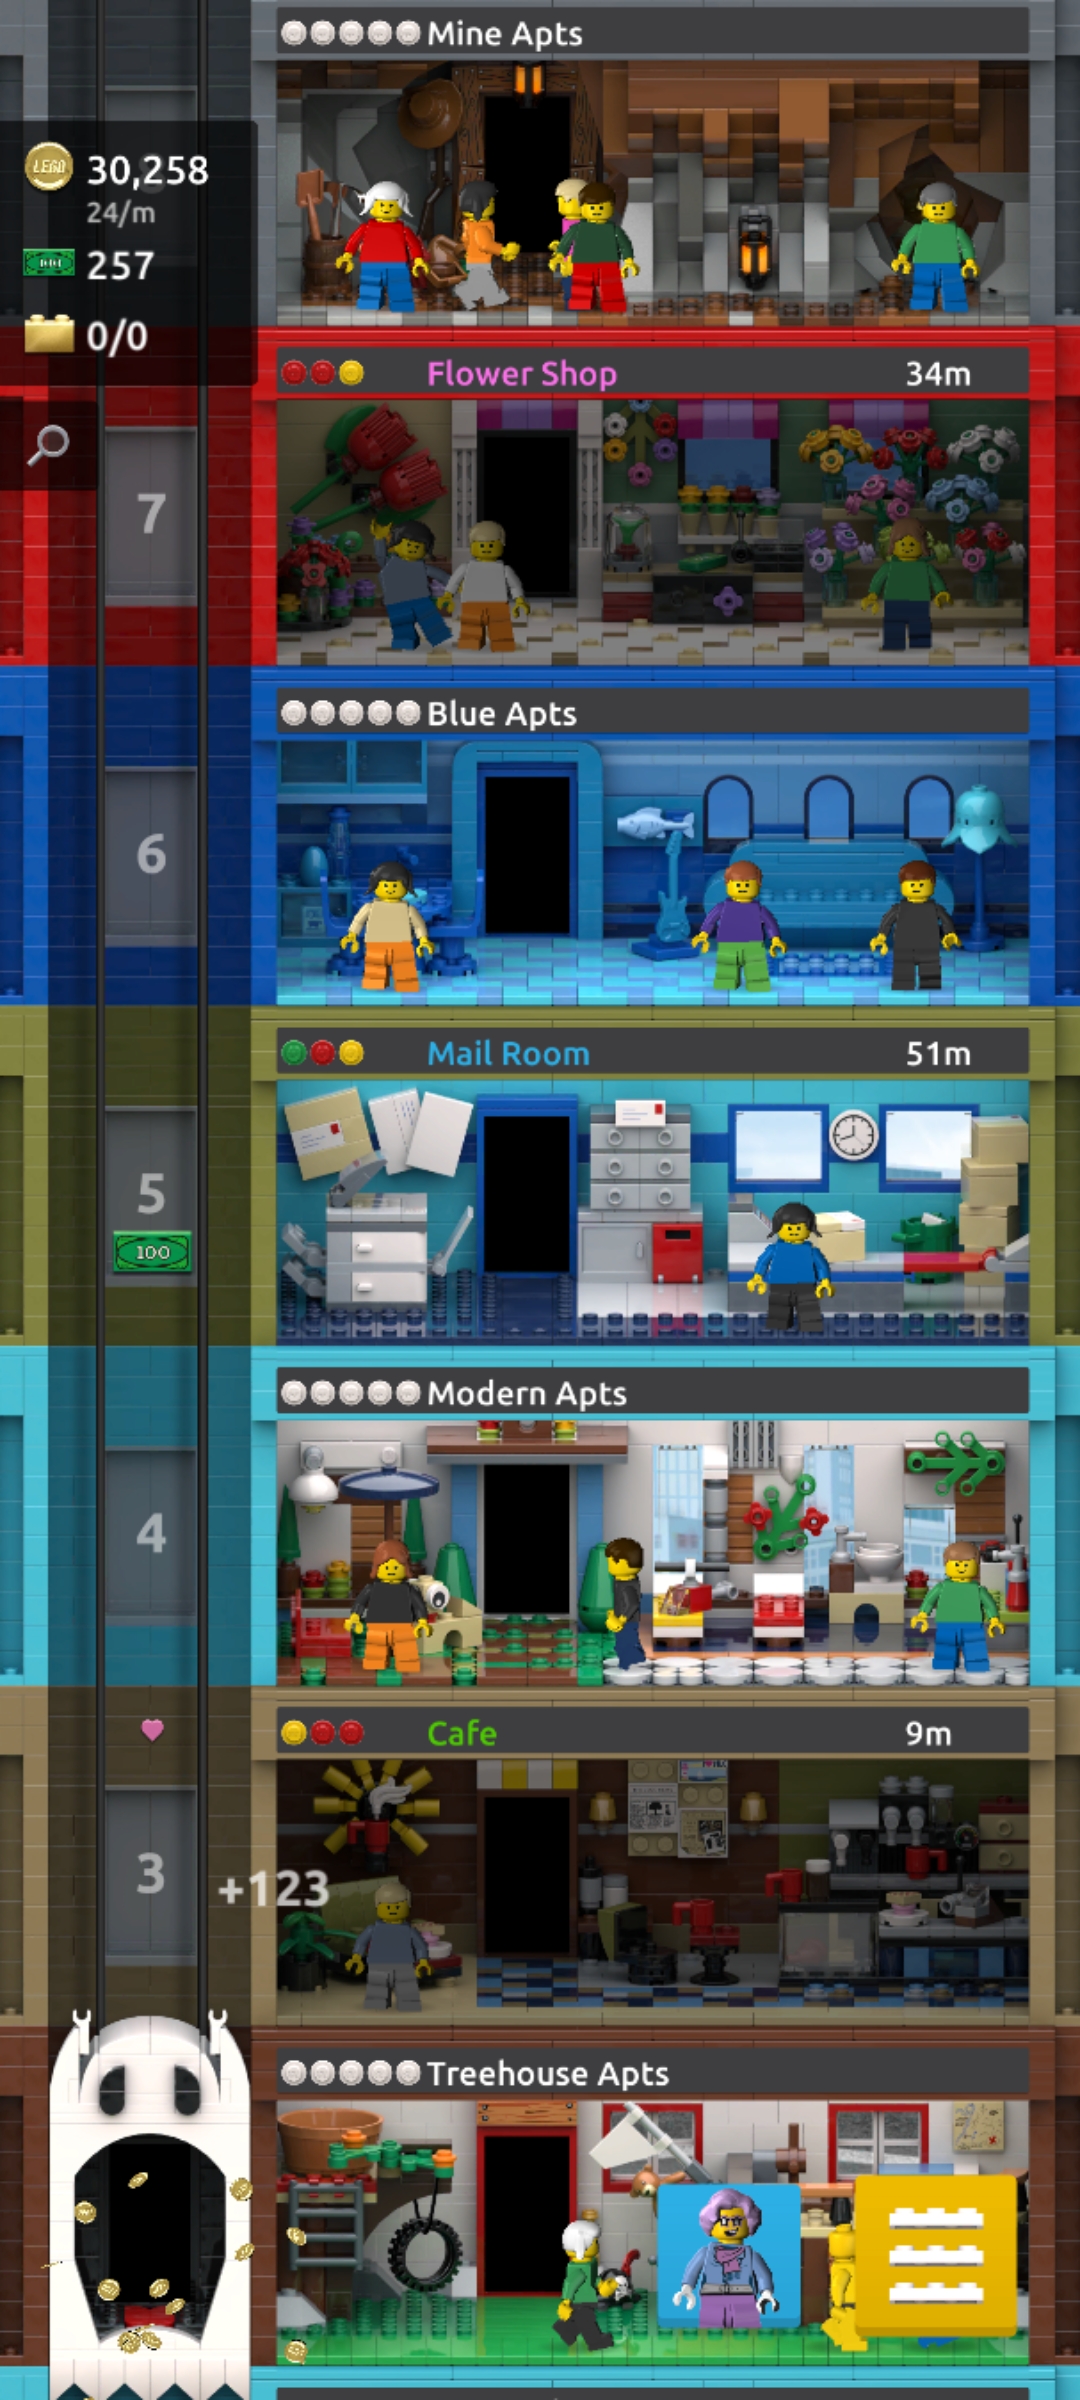 Mine Apts
LEGO
30,258
24/m
257
0/0
Flower Shop 34m
7
Blue Apts
6
Mail Room 51m
5
100
Modern Apts
4
Cafe 9m
3
+123
Treehouse Apts